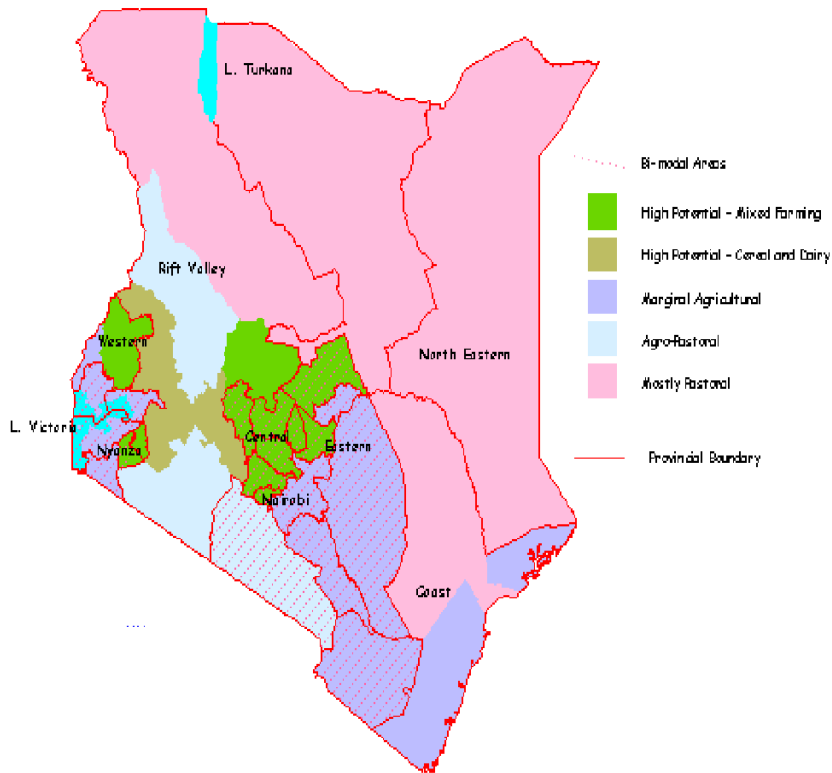 L. Turkana
Bi-modal Areas
High Potential - Mixed Farming
Rift Valley
High Potential - Cereal and Dairy
Marginal Agricultural
Western
Agro-Pastoral
North Eastern
Mostly Pastoral
L. Victoria
Central
Eastern
Nyanza
Provincial Boundary
Nairobi
Coast